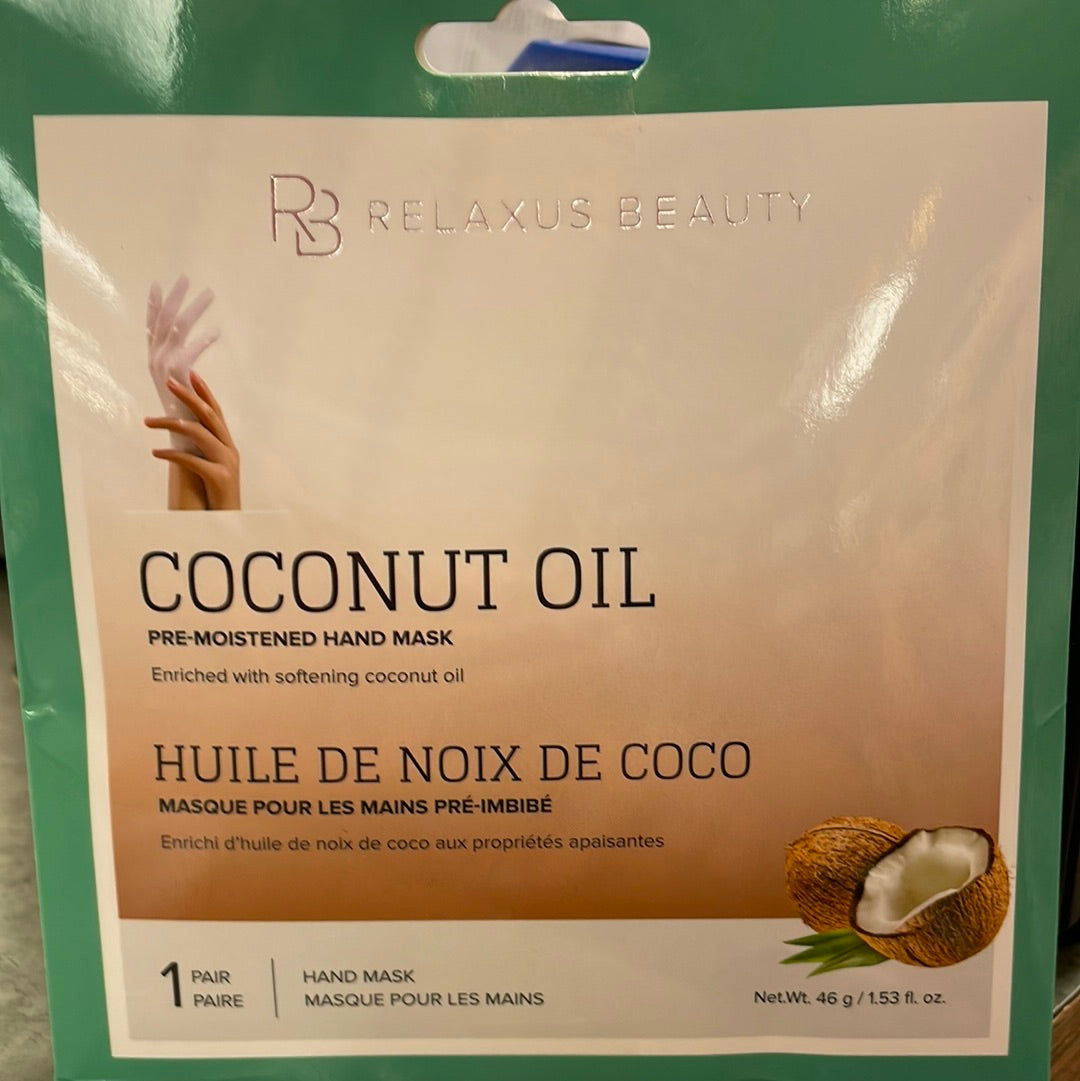 RB RELAXUS BEAUTY
COCONUT OIL
PRE-MOISTENED HAND MASK
Enriched with softening coconut oil
HUILE DE NOIX DE COCO
MASQUE POUR LES MAINS PRÉ-IMBIBÉ
Enrichi d'huile de noix de coco aux propriétés apaisantes
1 PAIR
PAIRE
HAND MASK
MASQUE POUR LES MAINS
Net.Wt. 46 g / 1.53 fl. oz.